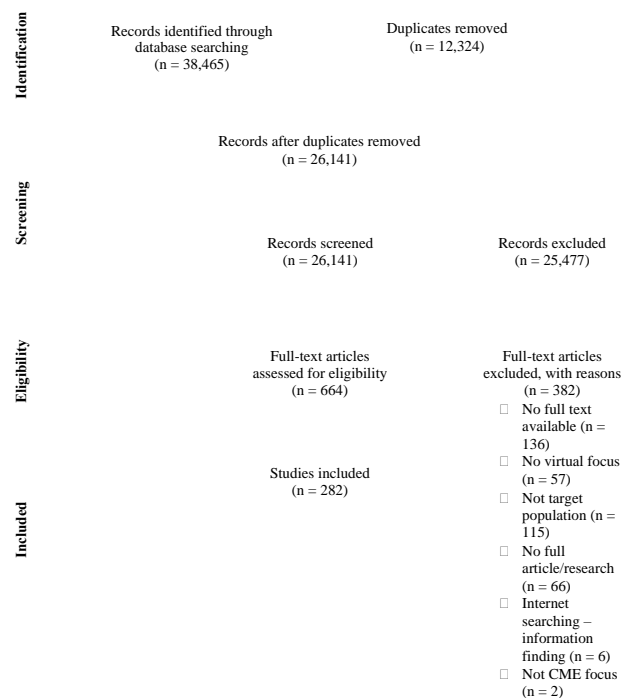 Identification
Records identified through
database searching
(n = 38,465)
Duplicates removed
(n = 12,324)
Records after duplicates removed
(n = 26,141)
Screening
Records screened
(n = 26,141)
Records excluded
(n = 25,477)
Eligibility
Full-text articles
assessed for eligibility
(n = 664)
Full-text articles
excluded, with reasons
(n = 382)
No full text
available (n =
136)
No virtual focus
(n = 57)
Not target
population (n =
115)
No full
article/research
(n = 66)
Internet
searching –
information
finding (n = 6)
Not CME focus
(n = 2)
Included
Studies included
(n = 282)